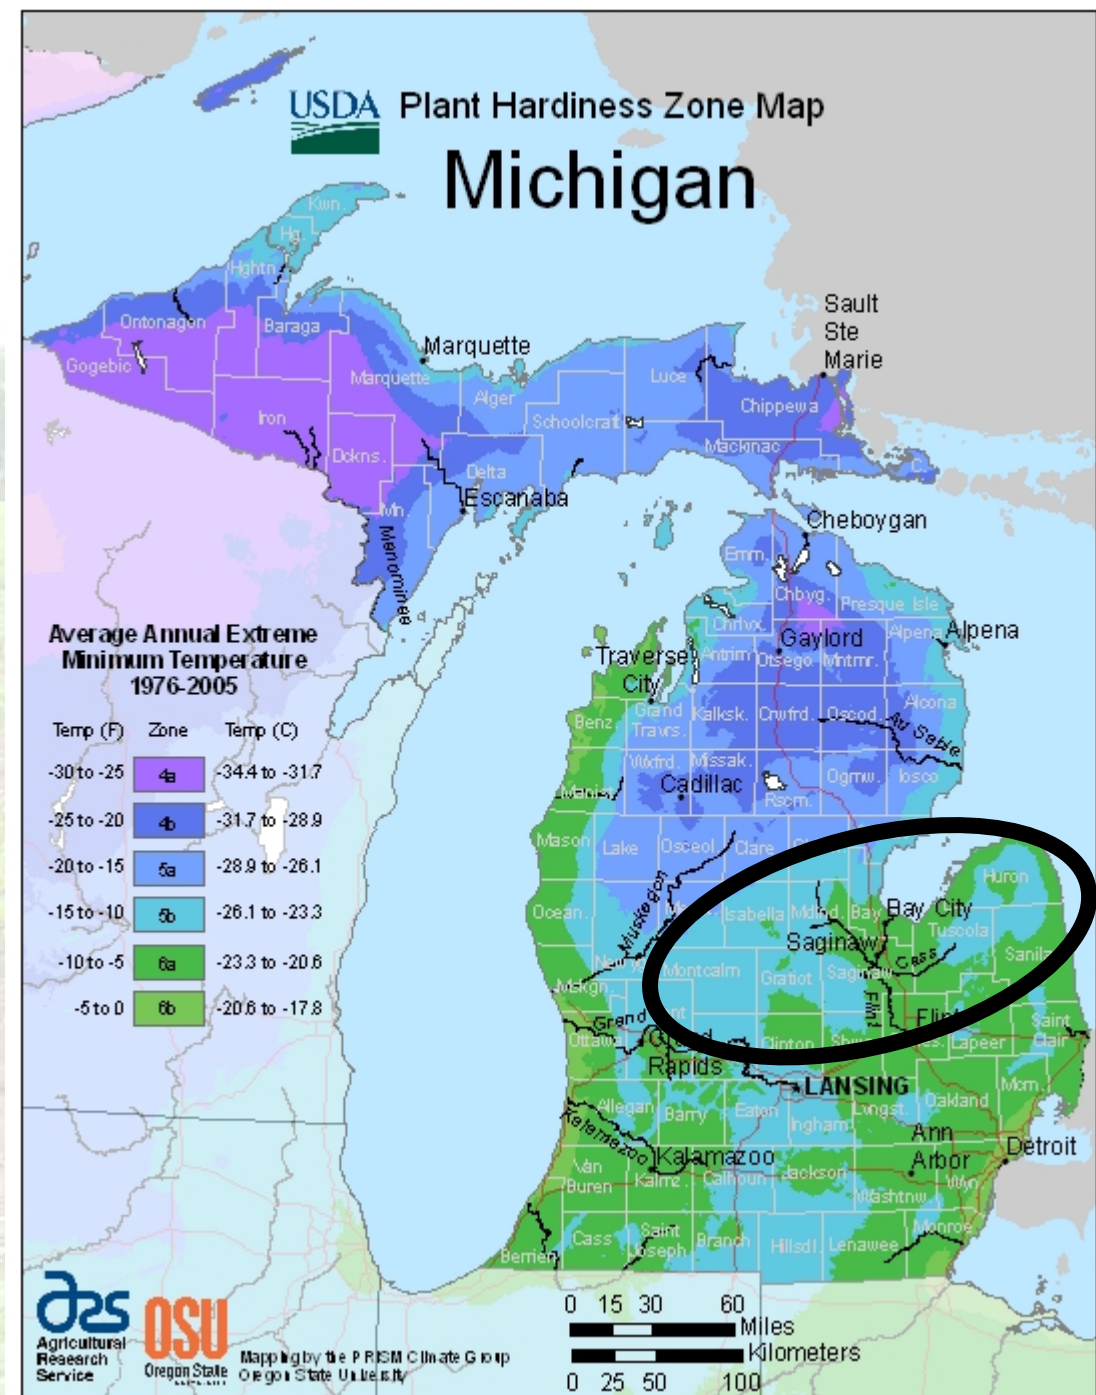 USDA Plant Hardiness Zone Map
Michigan
Kwn.
Hg.
Hghtn.
Ontonagon
Baraga
Gogebic
Marquette
Marquette
Iron
Dckns.
Alger
Luce
Schoolcraft
Sault
Ste
Marie
Chippewa
Mackinac
C.
Delta
Escanaba
Mn.
Menominee
Cheboygan
Emm.
Chbyg.
Presque Isle
Chrlvx.
Alpena
Alpena
Gaylord
Antrim
Otsego
Mntmr.
Traverse
City
Benz.
Grand
Travrs.
Kalksk.
Crwfrd.
Oscod.
Alcona
Au Sable
Wxfrd.
Missak.
Ogmw.
Iosco
Manist.
Cadillac
Rscm.
Mason
Lake
Osceol.
Clare
Muskegon
Ocean.
Isabella
Mdlnd.
Bay
Bay City
Huron
Tuscola
Sanila
Saginaw
Cass
Montcalm
Gratiot
Saginaw
Mskgn.
Grand
Flint
Flint
Lapeer
Saint
Clair
Ottawa
Grand
Rapids
Clinton
LANSING
Allegan
Barry
Eaton
Ingham
Lvngst.
Oakland
Mcm.
Kalamazoo
Kalamazoo
Ann
Arbor
Detroit
Van
Buren
Kalmz.
Calhoun
Jackson
Washtnw.
Wyn
Berrien
Cass
Saint
Joseph
Branch
Hillsdl.
Lenawee
Monroe
Average Annual Extreme
Minimum Temperature
1976-2005
Temp (F) Zone Temp (C)
-30 to -25 4a -34.4 to -31.7
-25 to -20 4b -31.7 to -28.9
-20 to -15 5a -28.9 to -26.1
-15 to -10 5b -26.1 to -23.3
-10 to -5 6a -23.3 to -20.6
-5 to 0 6b -20.6 to -17.8
ars
Agricultural
Research
Service
OSU
Oregon State
Mapping by the PRISM Climate Group
Oregon State University
0 15 30 60
Miles
Kilometers
0 25 50 100